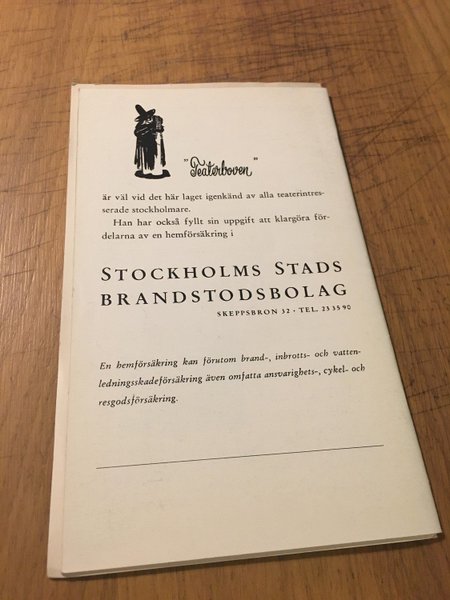 "Teaterboven"
är väl vid det här laget igenkänd av alla teaterintres-
serade stockholmare.
Han har också fyllt sin uppgift att klargöra för-
delarna av en hemförsäkring i
STOCKHOLMS STADS
BRANDSTODSBOLAG
SKEPPSBRON 32 · TEL. 23 35 90
En hemförsäkring kan förutom brand-, inbrotts- och vatten-
ledningsskadeförsäkring även omfatta ansvarighets-, cykel- och
resgodsförsäkring.